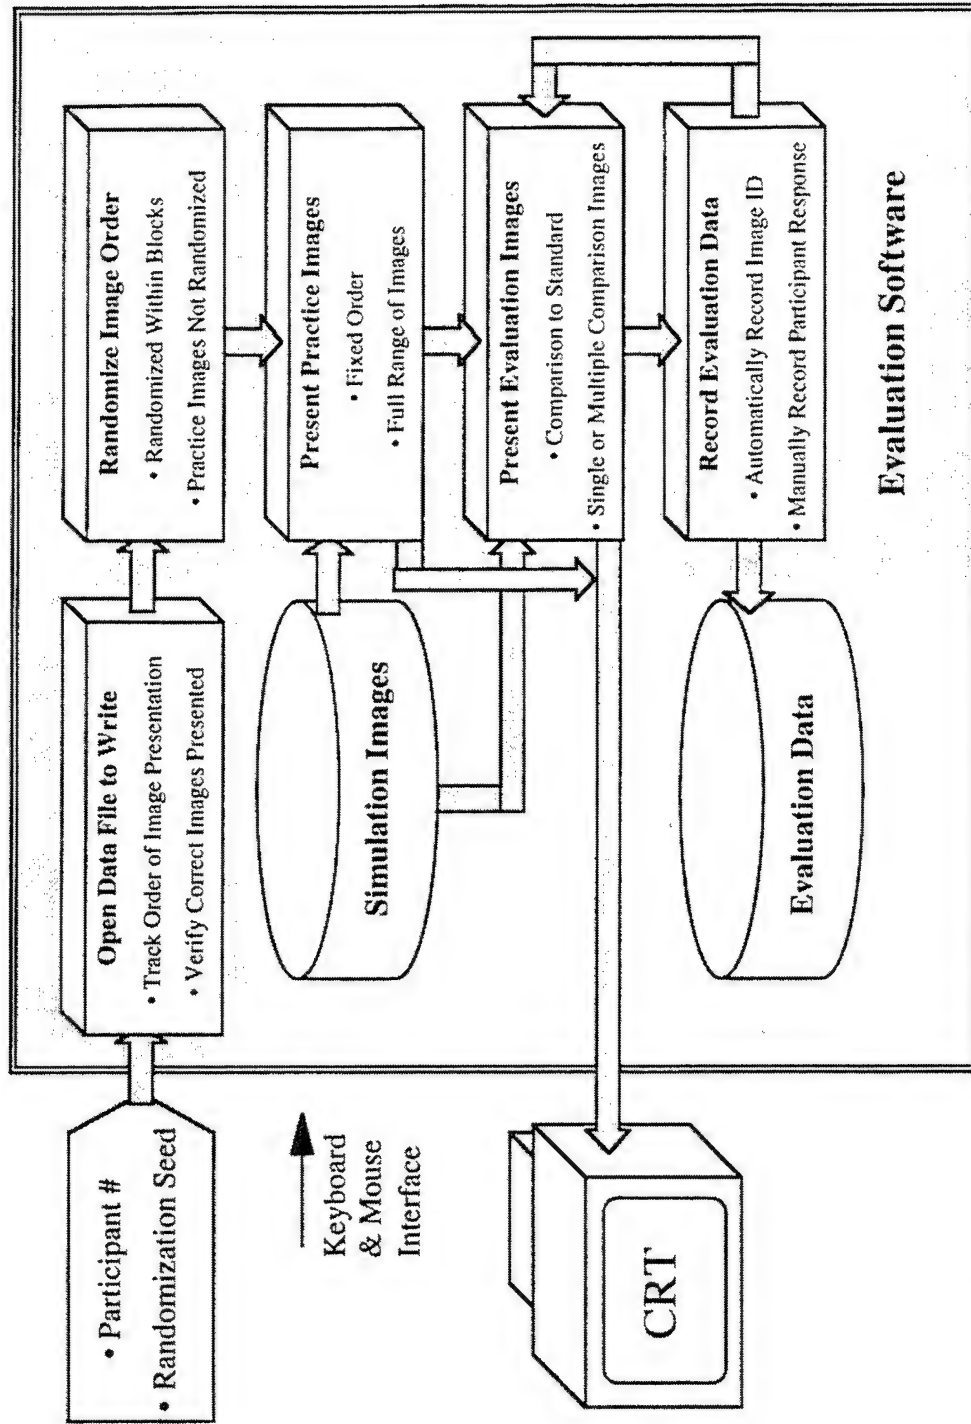 • Participant #
• Randomization Seed
Open Data File to Write
• Track Order of Image Presentation
• Verify Correct Images Presented
Randomize Image Order
• Randomized Within Blocks
• Practice Images Not Randomized
Keyboard
& Mouse
Interface
Simulation Images
Present Practice Images
• Fixed Order
• Full Range of Images
CRT
Present Evaluation Images
• Comparison to Standard
• Single or Multiple Comparison Images
Evaluation Data
Record Evaluation Data
• Automatically Record Image ID
• Manually Record Participant Response
Evaluation Software